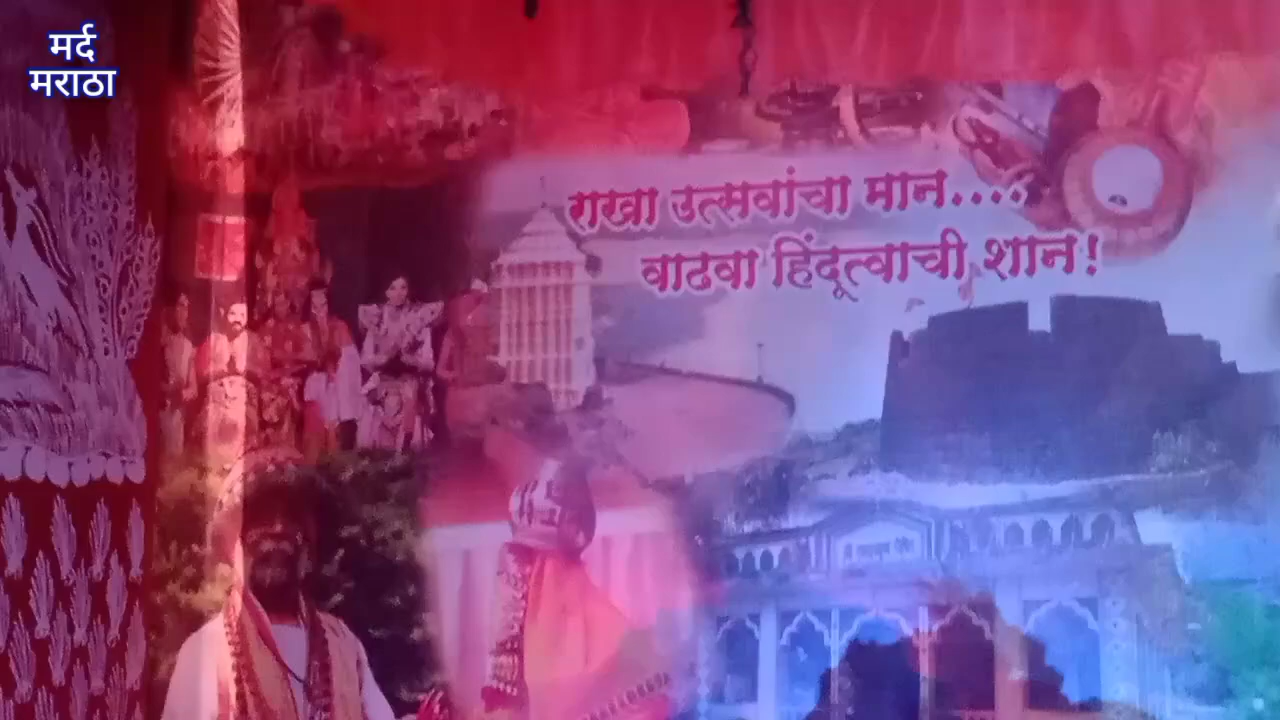 मर्द
मराठा
राखा उत्सवांचा मान....
वाढवा हिंदूत्वाची शान!